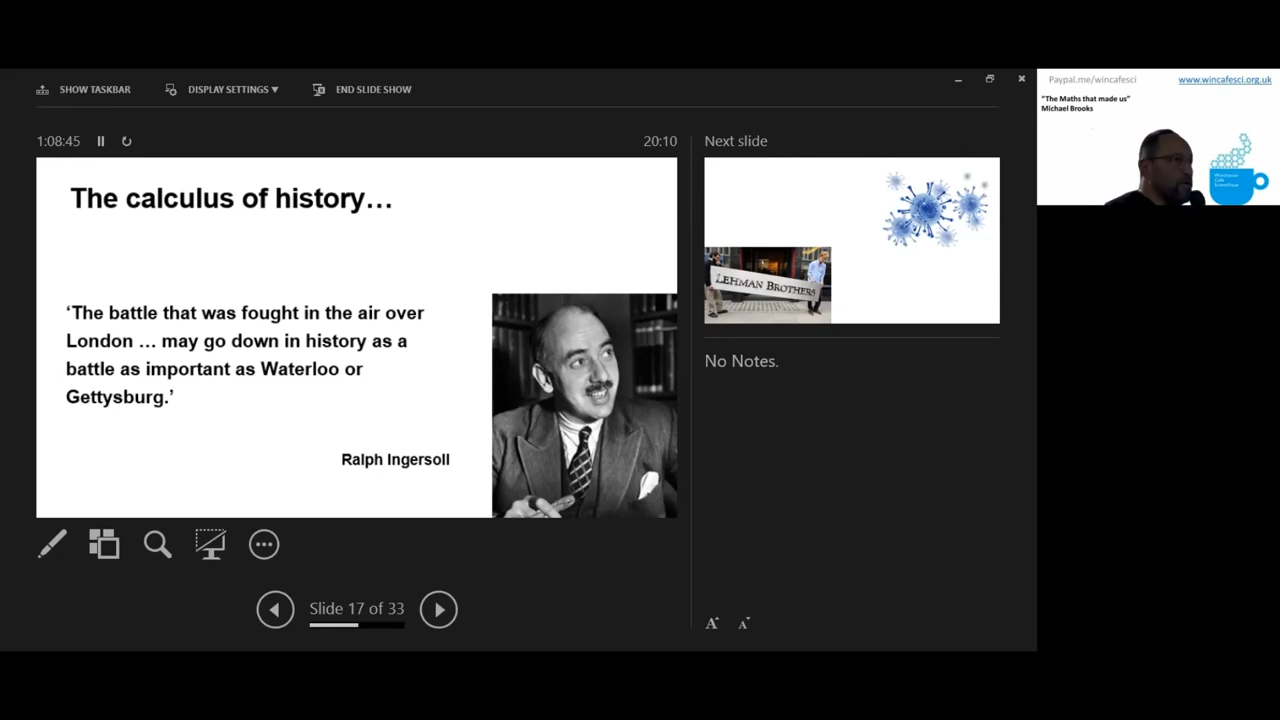 SHOW TASKBAR
DISPLAY SETTINGS ▼
END SLIDE SHOW
1:08:45
20:10
The calculus of history…
‘The battle that was fought in the air over
London … may go down in history as a
battle as important as Waterloo or
Gettysburg.’
Ralph Ingersoll
Slide 17 of 33
Next slide
LEHMAN BROTHERS
No Notes.
A
A
Paypal.me/wincafesci
www.wincafesci.org.uk
"The Maths that made us"
Michael Brooks
Winchester
Cafe
Scientifique